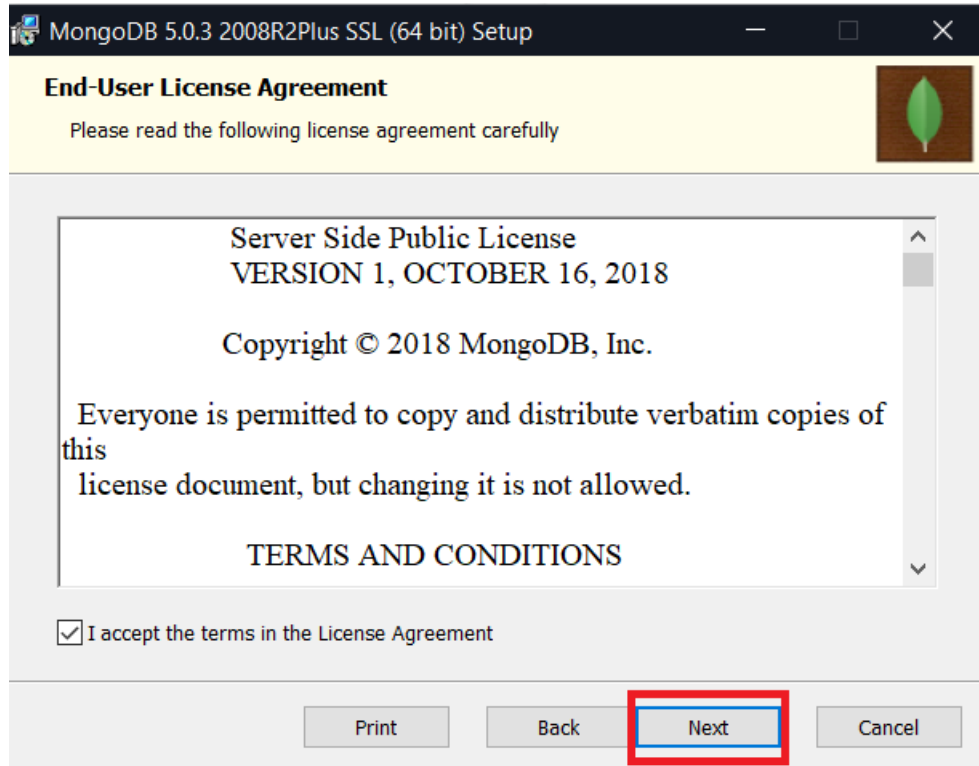 MongoDB 5.0.3 2008R2Plus SSL (64 bit) Setup
End-User License Agreement
Please read the following license agreement carefully
Server Side Public License
VERSION 1, OCTOBER 16, 2018
Copyright © 2018 MongoDB, Inc.
Everyone is permitted to copy and distribute verbatim copies of
this
license document, but changing it is not allowed.
TERMS AND CONDITIONS
I accept the terms in the License Agreement
Print Back Next Cancel